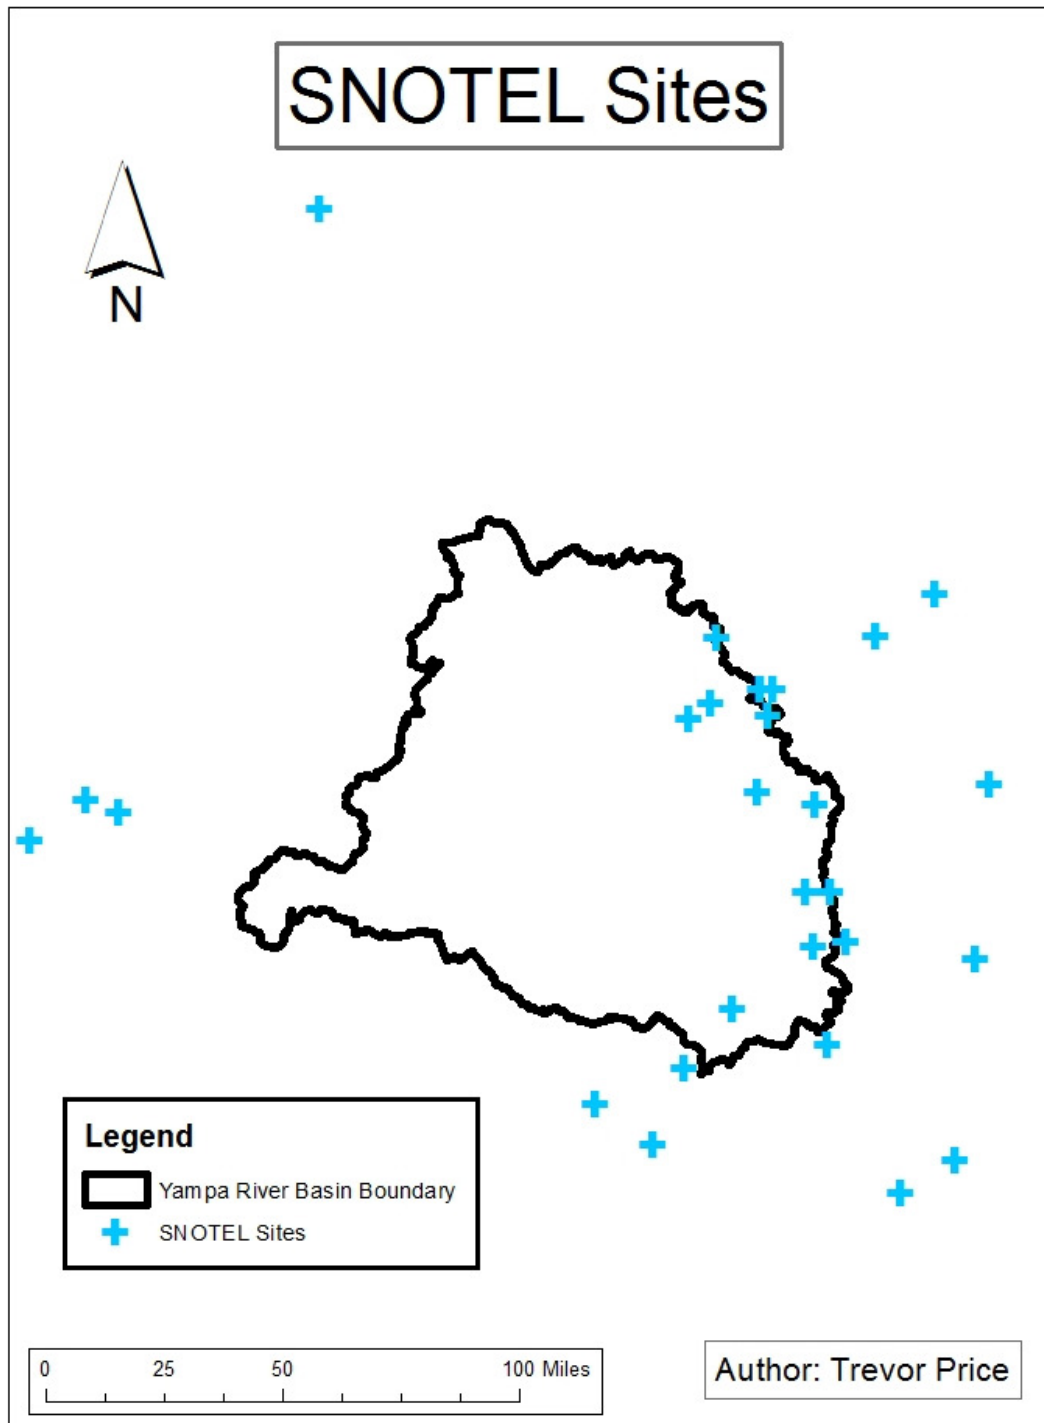 SNOTEL Sites
N
Legend
Yampa River Basin Boundary
SNOTEL Sites
0 25 50 100 Miles
Author: Trevor Price